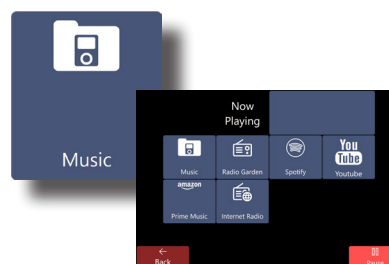 Music
Now
Playing
Music
Radio Garden
Spotify
You
Tube
Youtube
amazon
Prime Music
Internet Radio
Back
Pause